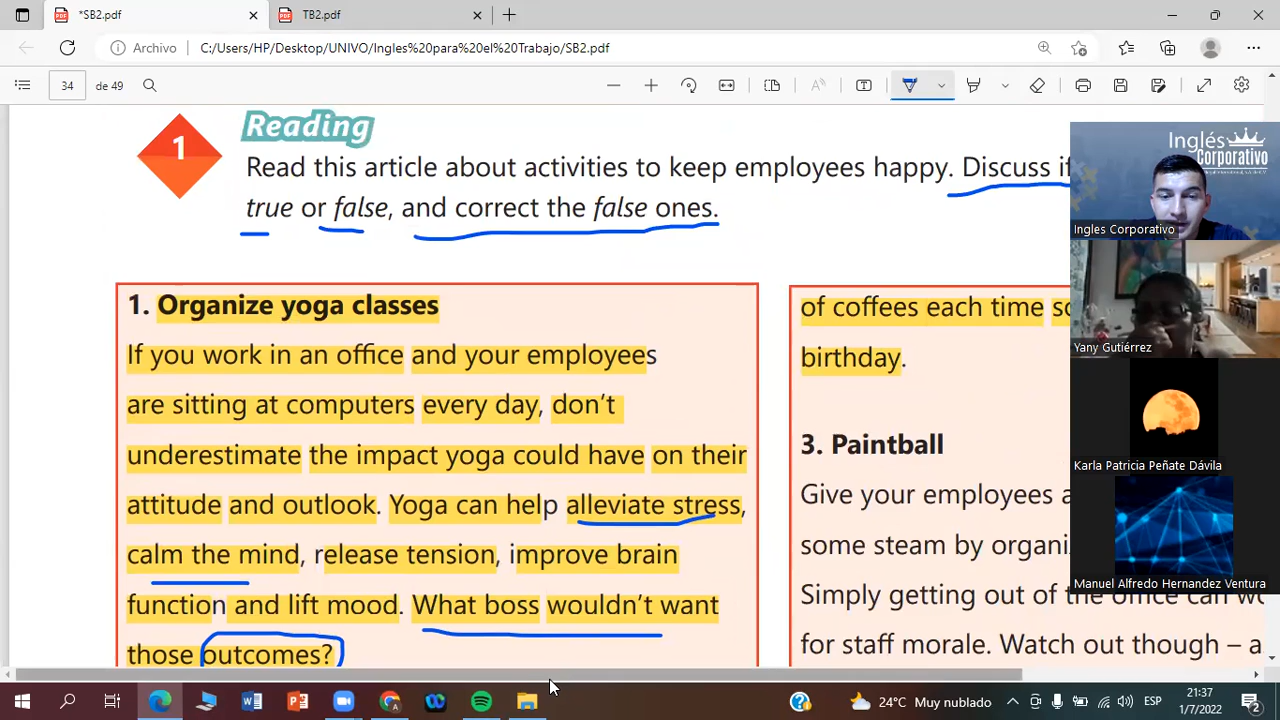 *SB2.pdf
TB2.pdf
Archivo
C:/Users/HP/Desktop/UNIVO/Ingles%20para%20el%20Trabajo/SB2.pdf
34 de 49
1
Reading
Read this article about activities to keep employees happy. Discuss if
true or false, and correct the false ones.
1. Organize yoga classes
If you work in an office and your employees
are sitting at computers every day, don't
underestimate the impact yoga could have on their
attitude and outlook. Yoga can help alleviate stress,
calm the mind, release tension, improve brain
function and lift mood. What boss wouldn't want
those outcomes?
of coffees each time
birthday.
3. Paintball
Give your employees
some steam by
Simply getting out of the office can
for staff morale. Watch out though –
Inglés
Corporativo
Ingles Corporativo
Yany Gutiérrez
Karla Patricia Peñate Dávila
Manuel Alfredo Hernandez Ventura
24°C Muy nublado
ESP
21:37
1/7/2022
2